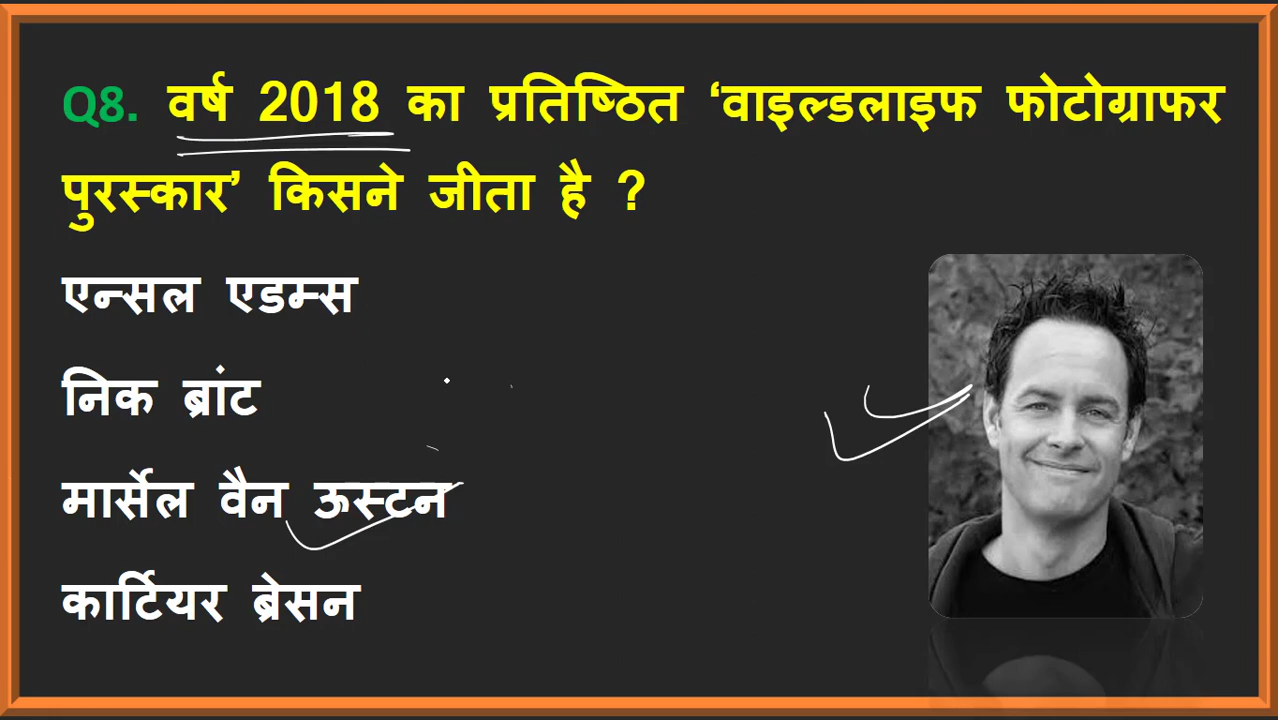 Q8. वर्ष 2018 का प्रतिष्ठित ‘वाइल्डलाइफ फोटोग्राफर
पुरस्कार’ किसने जीता है ?
एन्सल एडम्स
निक ब्रांट
मार्सेल वैन ऊस्टन
कार्टियर ब्रेसन